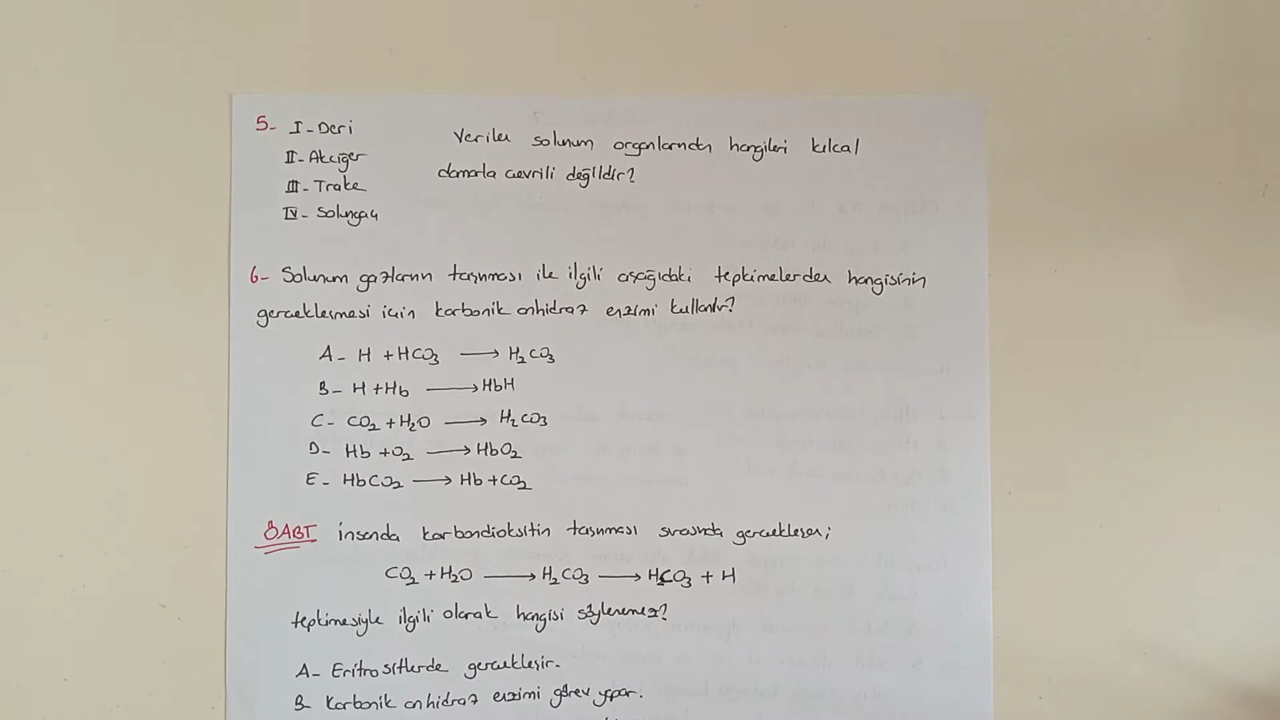 5- I - Deri
II - Akciğer
III - Trake
IV - Solungaç
Verilen solunum organlarından hangileri kılcal
damarla çevrili değildir?
6- Solunum gazlarının taşınması ile ilgili aşağıdaki tepkimelerden hangisinin
gerçekleşmesi için karbonik anhidraz enzimi kullanılır?
A- H + HCO3 → H2CO3
B- H + Hb → HbH
C- CO2 + H2O → H2CO3
D- Hb + O2 → HbO2
E- HbCO2 → Hb + CO2
ÖABT insanda karbondioksitin taşınması sırasında gerçekleşen;
CO2 + H2O → H2CO3 → HCO3 + H
tepkimesiyle ilgili olarak hangisi söylenemez?
A- Eritrositlerde gerçekleşir.
B- Karbonik anhidraz enzimi görev yapar.